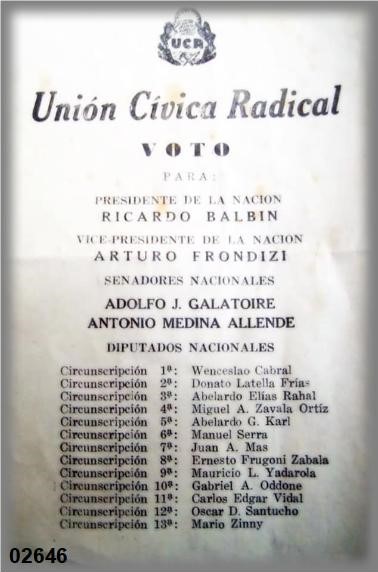 UCR
Unión Cívica Radical
VOTO
PARA:
PRESIDENTE DE LA NACION
RICARDO BALBIN
VICE-PRESIDENTE DE LA NACION
ARTURO FRONDIZI
SENADORES NACIONALES
ADOLFO J. GALATOIRE
ANTONIO MEDINA ALLENDE
DIPUTADOS NACIONALES
Circunscripción 1ª: Wenceslao Cabral
Circunscripción 2ª: Donato Latella Frías
Circunscripción 3ª: Abelardo Elías Rahal
Circunscripción 4ª: Miguel A. Zavala Ortíz
Circunscripción 5ª: Abelardo G. Karl
Circunscripción 6ª: Manuel Serra
Circunscripción 7ª: Juan A. Mas
Circunscripción 8ª: Ernesto Frugoni Zabala
Circunscripción 9ª: Mauricio L. Yadarola
Circunscripción 10ª: Gabriel A. Oddone
Circunscripción 11ª: Carlos Edgar Vidal
Circunscripción 12ª: Oscar D. Santucho
Circunscripción 13ª: Mario Zinny
02646